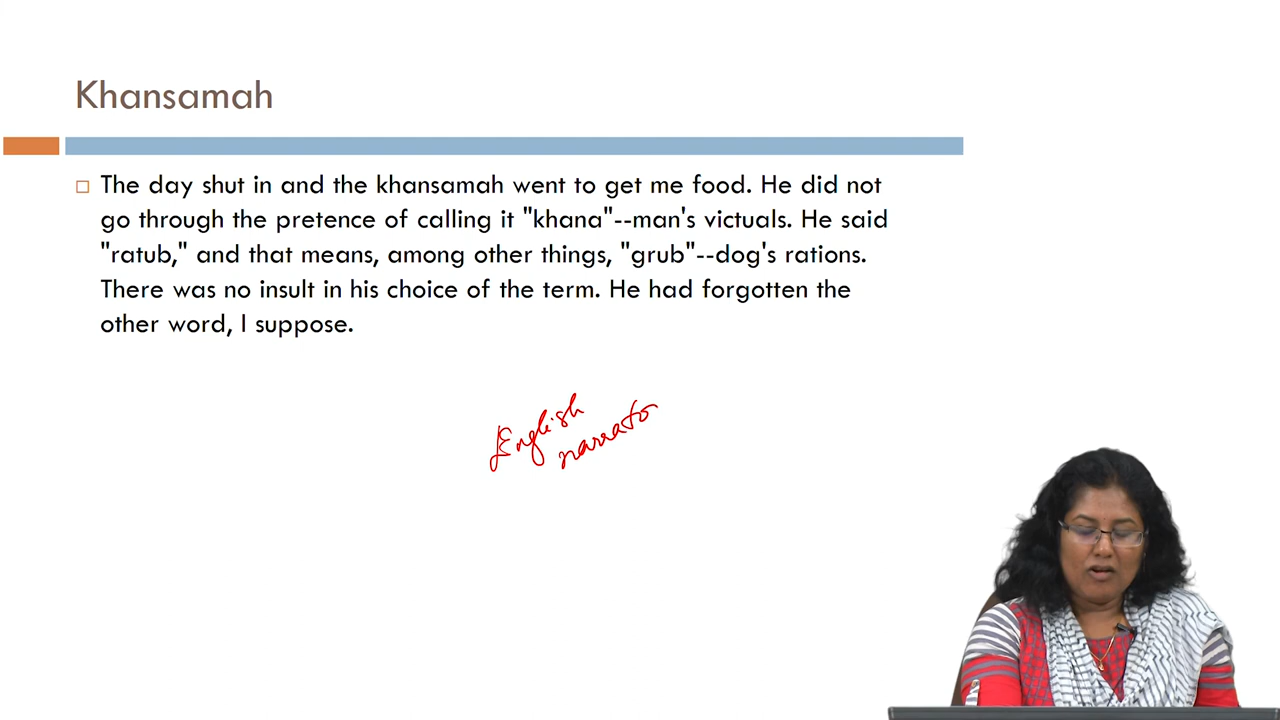 Khansamah
The day shut in and the khansamah went to get me food. He did not
go through the pretence of calling it "khana"--man's victuals. He said
"ratub," and that means, among other things, "grub"--dog's rations.
There was no insult in his choice of the term. He had forgotten the
other word, I suppose.
English
narrato